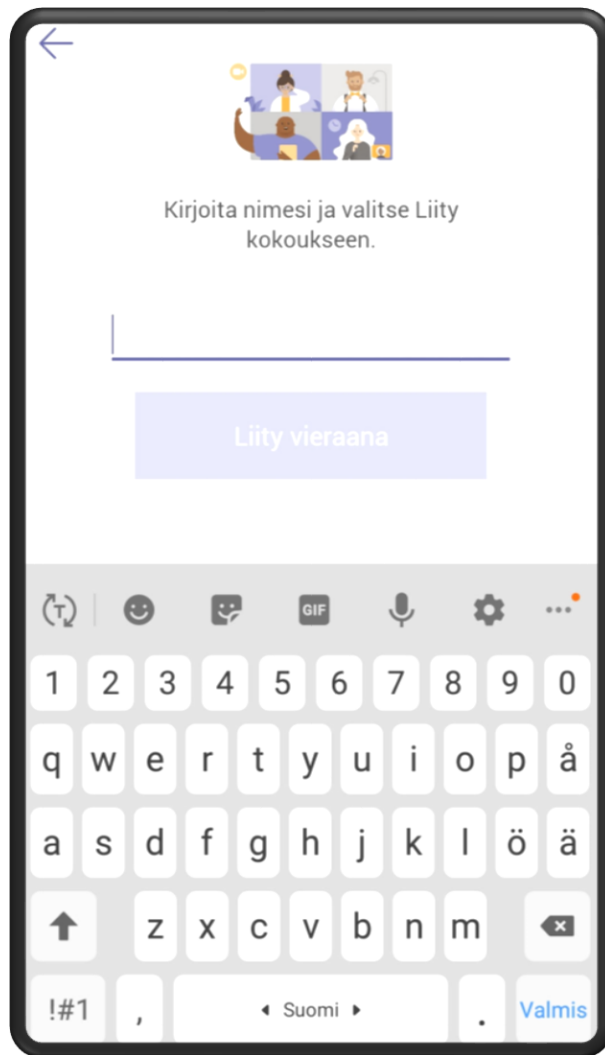 Kirjoita nimesi ja valitse Liity
kokoukseen.
Liity vieraana
T GIF
1 2 3 4 5 6 7 8 9 0
q w e r t y u i o p å
a s d f g h j k l ö ä
z x c v b n m
!#1 , Suomi . Valmis